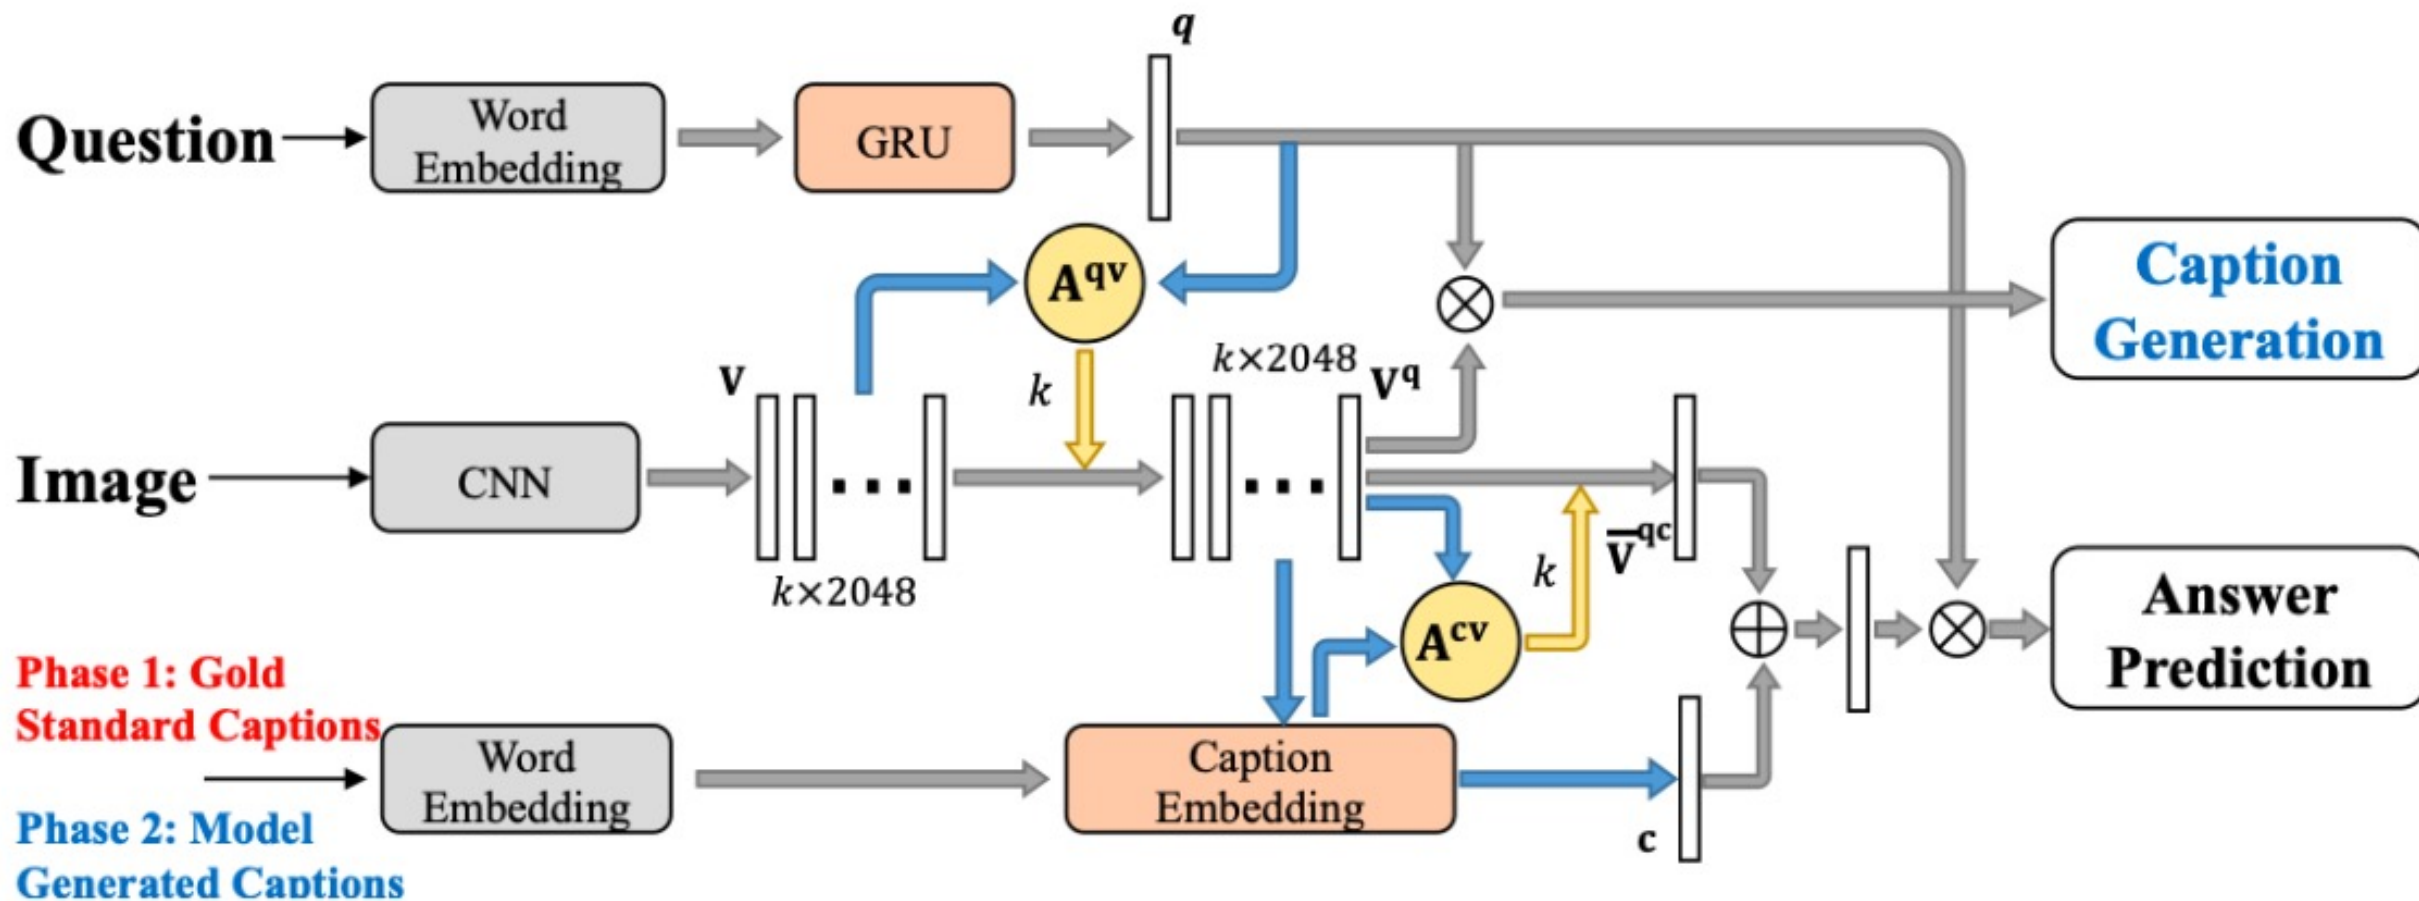 q
Question
Word
Embedding
GRU
A^qv
Caption
Generation
k×2048
V
k
V^q
Image
CNN
...
...
k×2048
k
V̅^qc
A^cv
Answer
Prediction
Phase 1: Gold
Standard Captions
Word
Embedding
Caption
Embedding
Phase 2: Model
Generated Captions
c